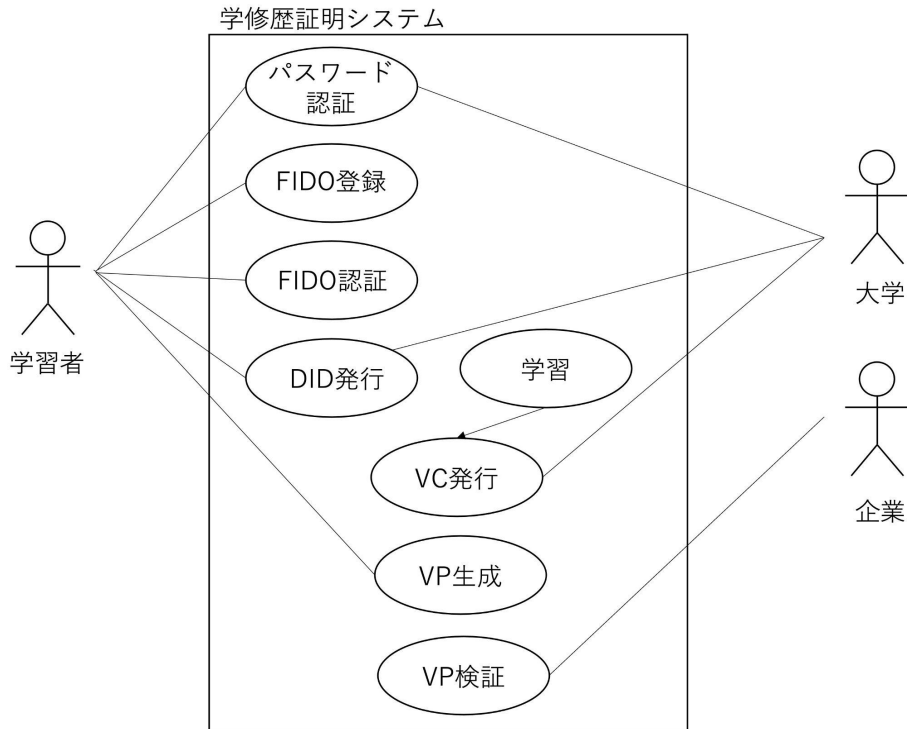 学修歴証明システム
パスワード
認証
FIDO登録
FIDO認証
学習者
大学
DID発行
学習
VC発行
企業
VP生成
VP検証